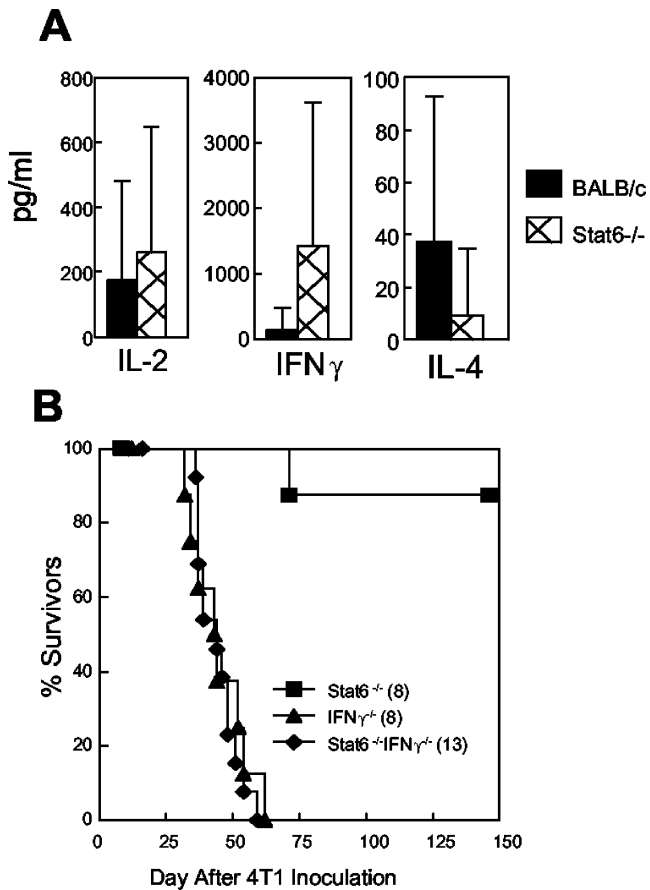 A
pg/ml
800
600
400
200
0
IL-2
4000
3000
2000
1000
0
IFN γ
100
80
60
40
20
0
IL-4
BALB/c
Stat6-/-
B
% Survivors
100
80
60
40
20
0
0 25 50 75 100 125 150
Stat6 -/- (8)
IFNγ-/- (8)
Stat6 -/-IFNγ-/- (13)
Day After 4T1 Inoculation